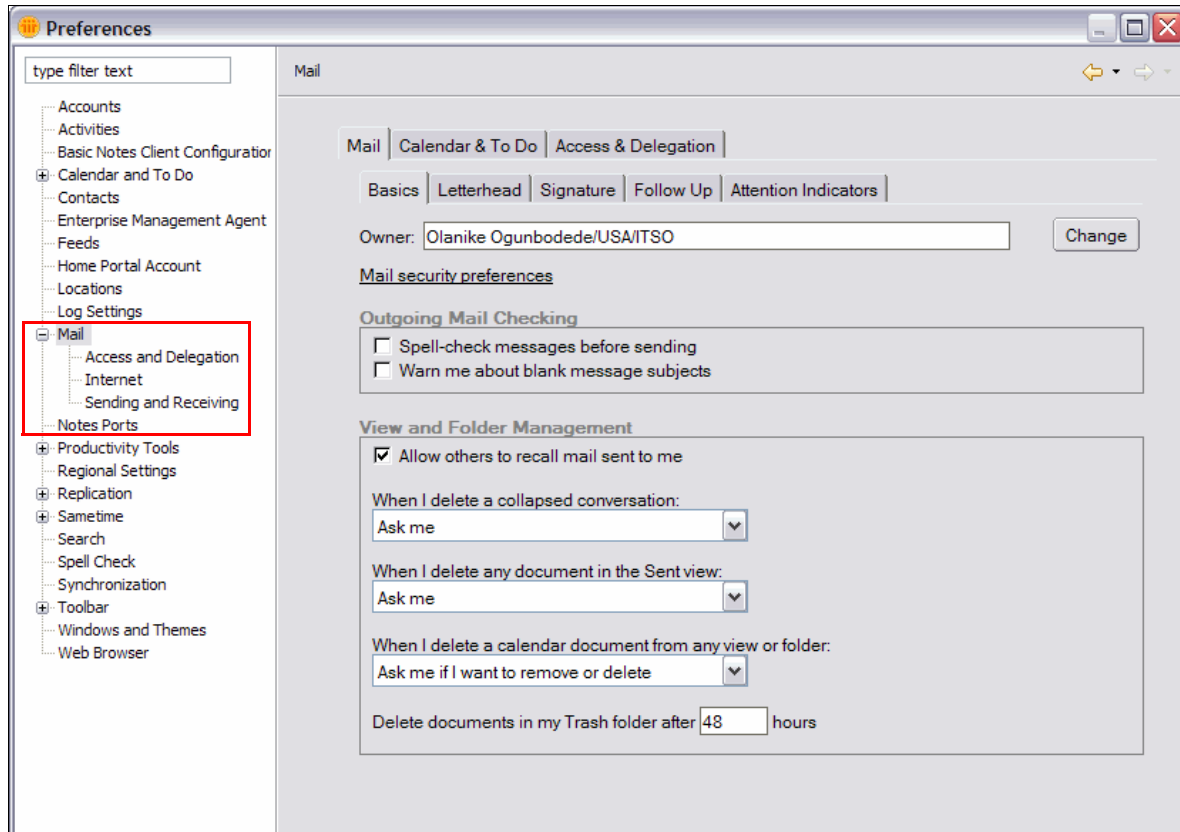 Preferences
type filter text
Mail
Accounts
Activities
Basic Notes Client Configuration
Calendar and To Do
Contacts
Enterprise Management Agent
Feeds
Home Portal Account
Locations
Log Settings
Mail
Access and Delegation
Internet
Sending and Receiving
Notes Ports
Productivity Tools
Regional Settings
Replication
Sametime
Search
Spell Check
Synchronization
Toolbar
Windows and Themes
Web Browser
Mail Calendar & To Do Access & Delegation
Basics Letterhead Signature Follow Up Attention Indicators
Owner: Olanike Ogunbodede/USA/ITSO Change
Mail security preferences
Outgoing Mail Checking
Spell-check messages before sending
Warn me about blank message subjects
View and Folder Management
Allow others to recall mail sent to me
When I delete a collapsed conversation:
Ask me
When I delete any document in the Sent view:
Ask me
When I delete a calendar document from any view or folder:
Ask me if I want to remove or delete
Delete documents in my Trash folder after 48 hours